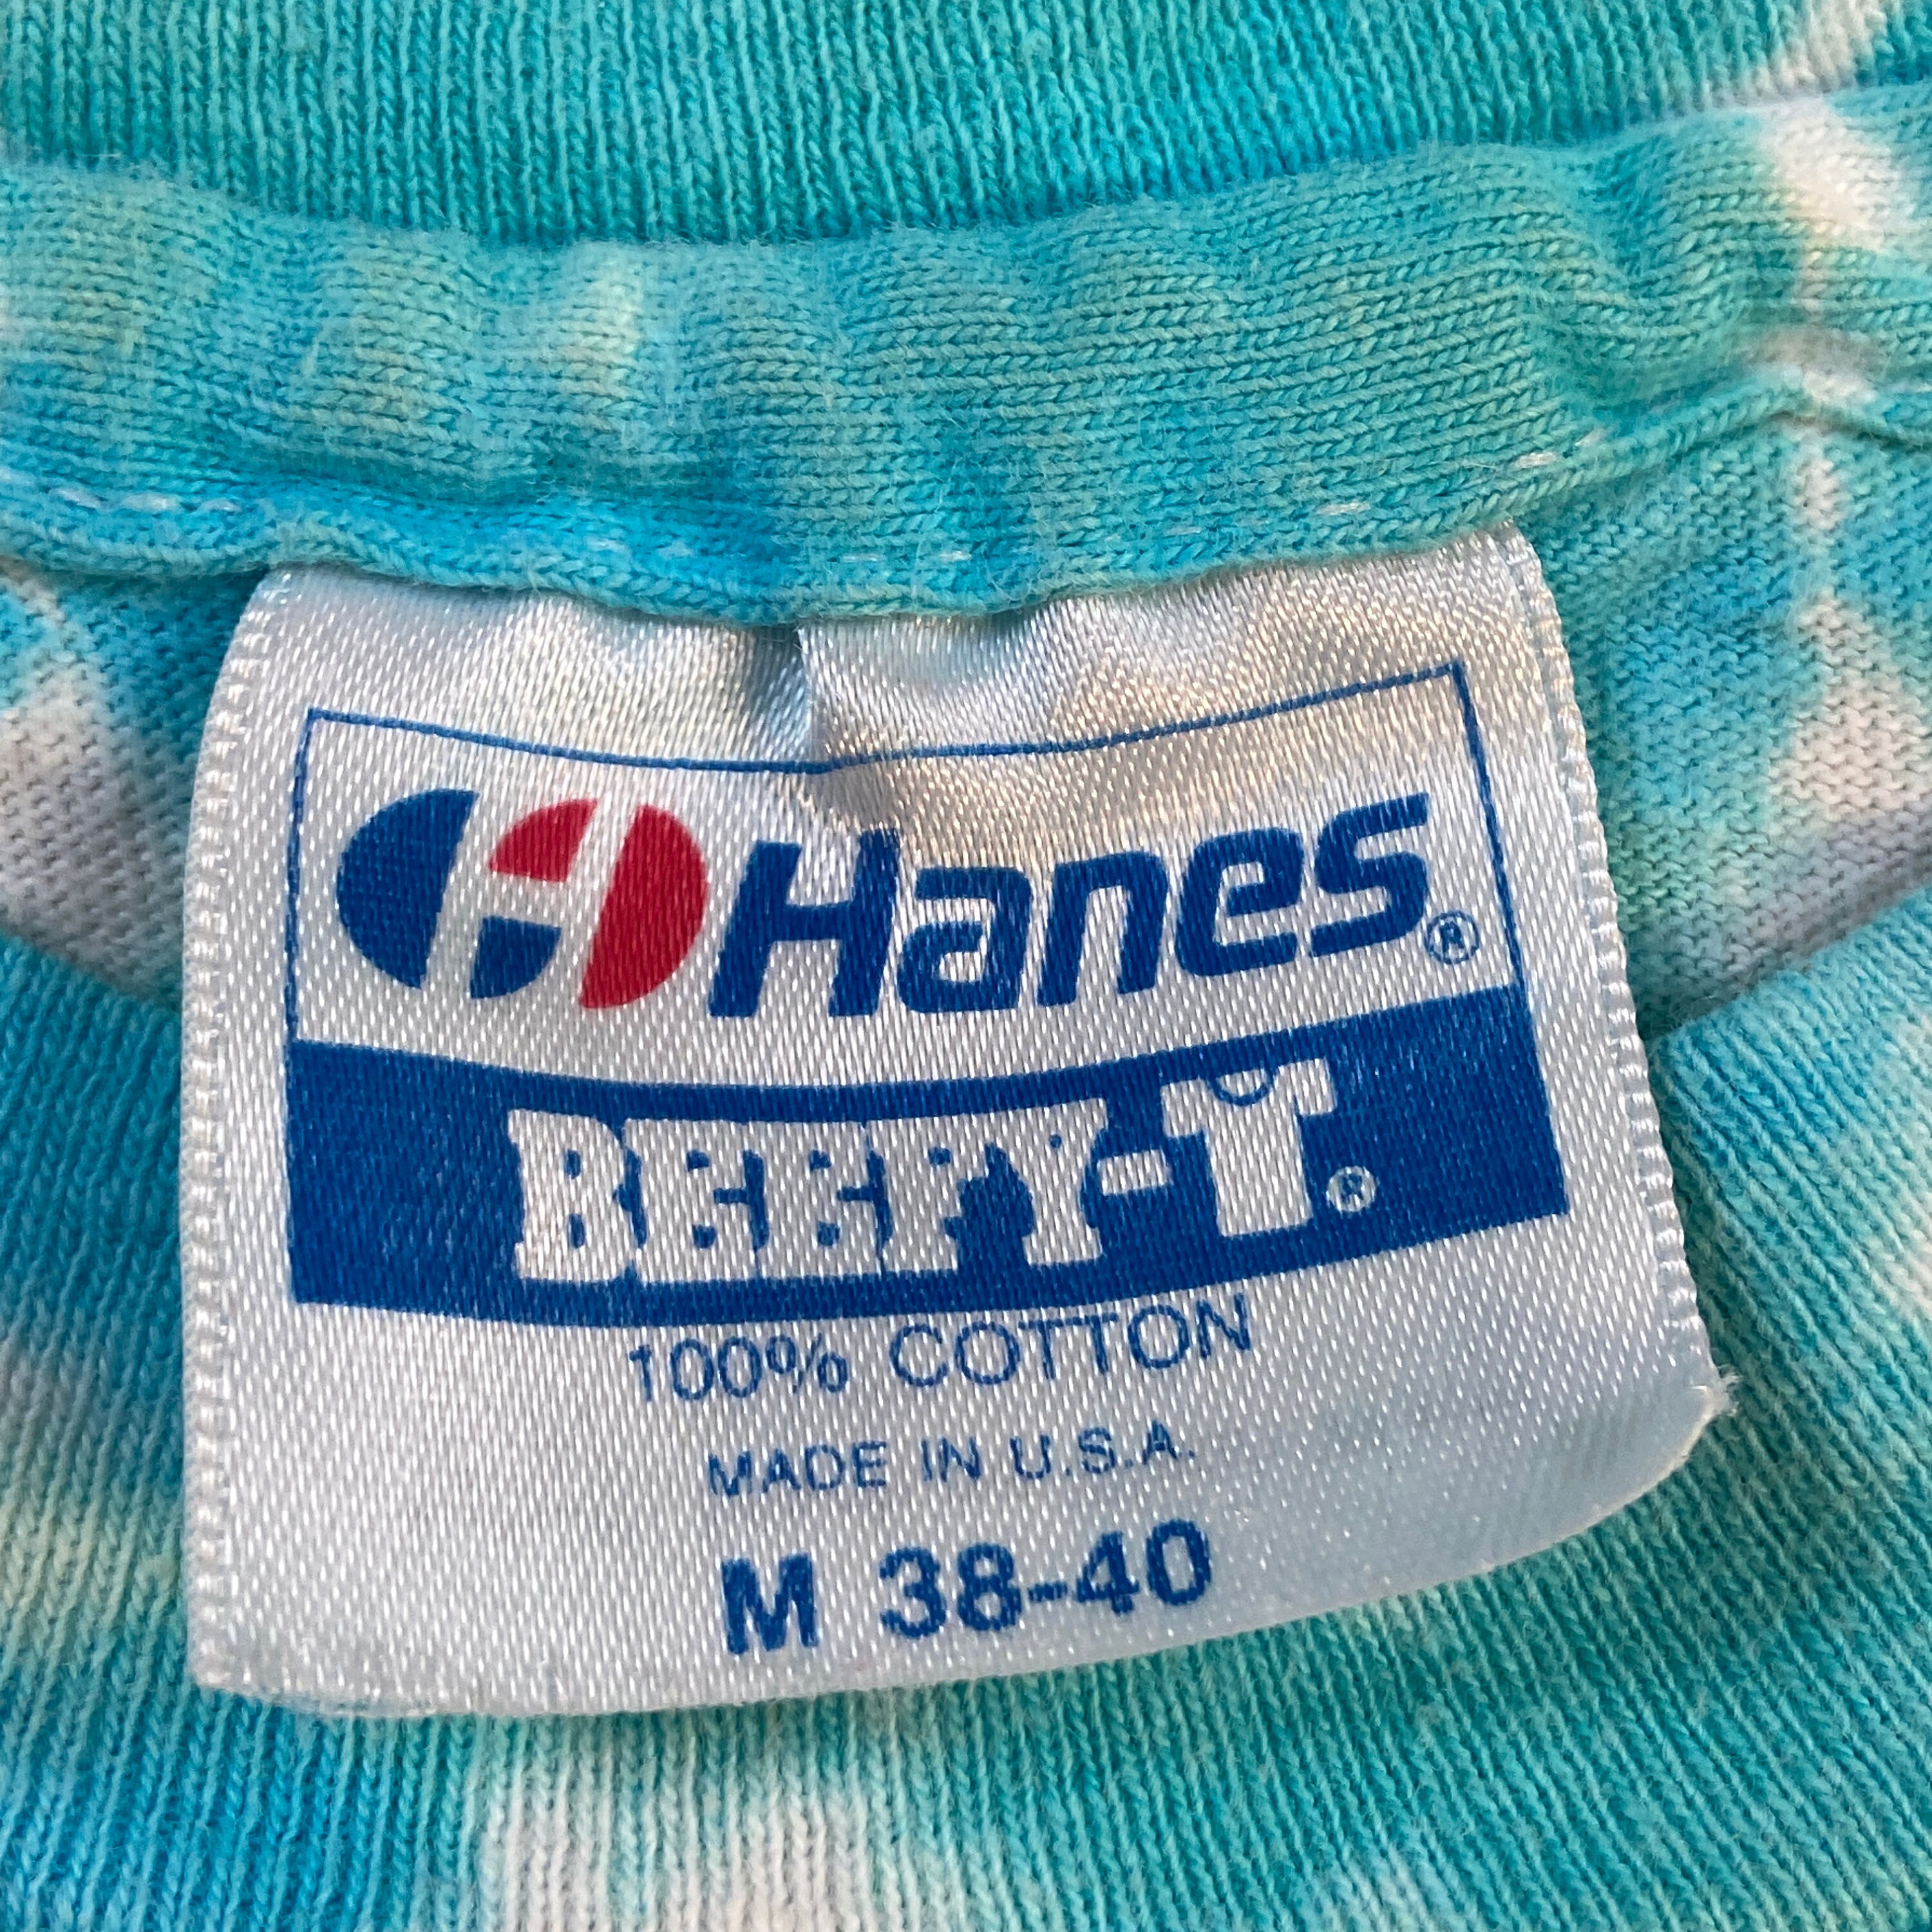 Hanes®
BEEFY-T®
100% COTTON
MADE IN U.S.A.
M 38-40